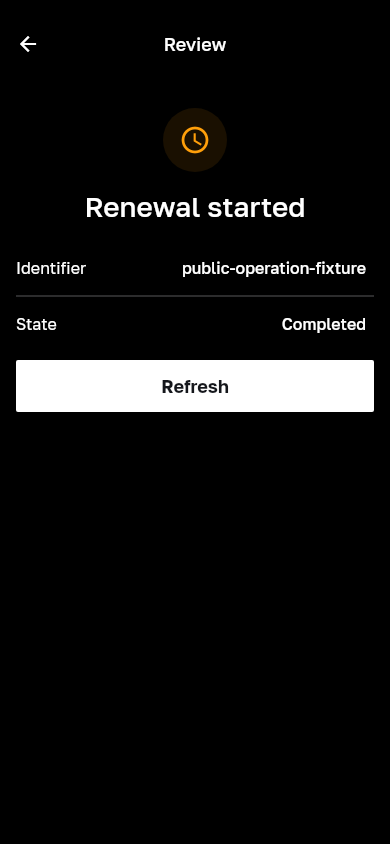 Review
Renewal started
Identifier public-operation-fixture
State Completed
Refresh